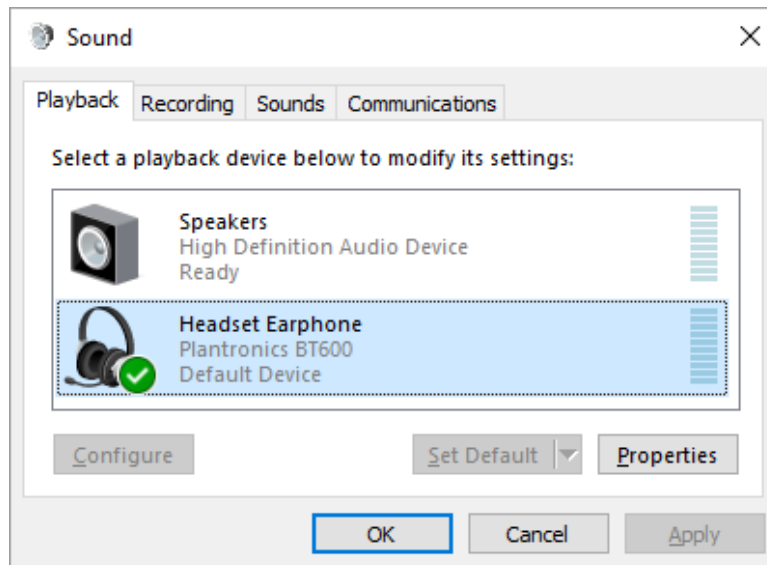 Sound
Playback Recording Sounds Communications
Select a playback device below to modify its settings:
Speakers
High Definition Audio Device
Ready
Headset Earphone
Plantronics BT600
Default Device
Configure Set Default Properties
OK Cancel Apply